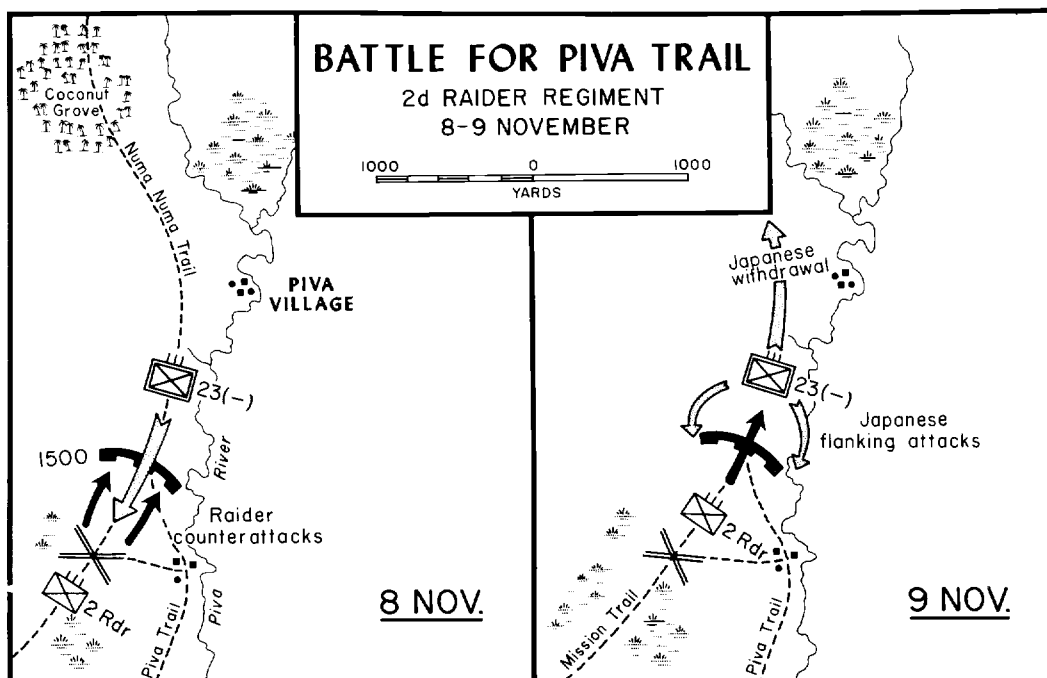 BATTLE FOR PIVA TRAIL
2d RAIDER REGIMENT
8-9 NOVEMBER
1000 0 1000
YARDS
Coconut
Grove
Numa Numa Trail
PIVA
VILLAGE
23(-)
1500
River
Raider
counterattacks
2 Rdr
Piva Trail
Piva
8 NOV.
Japanese
withdrawal
23(-)
Japanese
flanking attacks
2 Rdr
Mission Trail
Piva Trail
9 NOV.